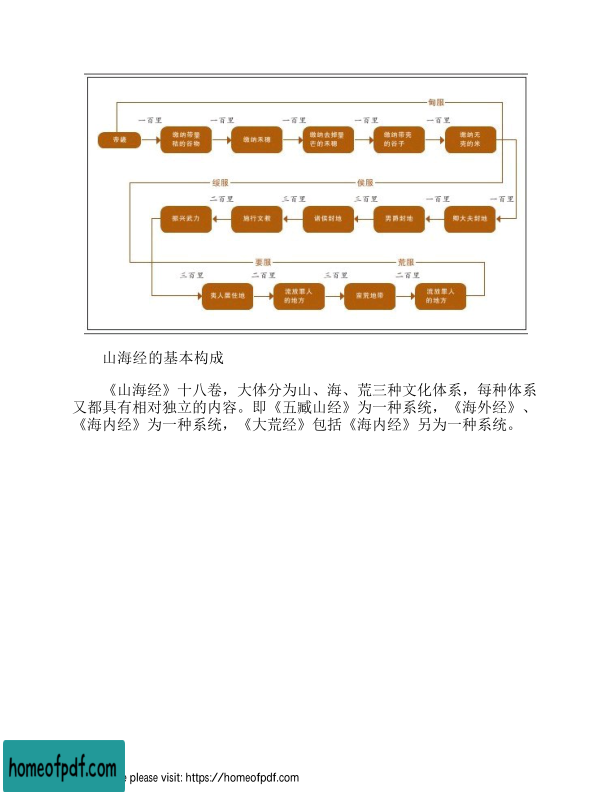 甸服
一百里 一百里 一百里 一百里 一百里
帝疆 缴纳带垫秸的谷物 缴纳禾穗 缴纳去掉垫芒的禾穗 缴纳带壳的谷子 缴纳无壳的米
绥服 侯服
二百里 三百里 三百里 一百里 一百里
振兴武力 施行文教 诸侯封地 男爵封地 卿大夫封地
要服 荒服
三百里 二百里 三百里 二百里
夷人居住地 流放罪人的地方 蛮荒地带 流放罪人的地方
山海经的基本构成
《山海经》十八卷，大体分为山、海、荒三种文化体系，每种体系
又都具有相对独立的内容。即《五臧山经》为一种系统，《海外经》、
《海内经》为一种系统，《大荒经》包括《海内经》另为一种系统。
homeofpdf.com
e please visit: https://homeofpdf.com